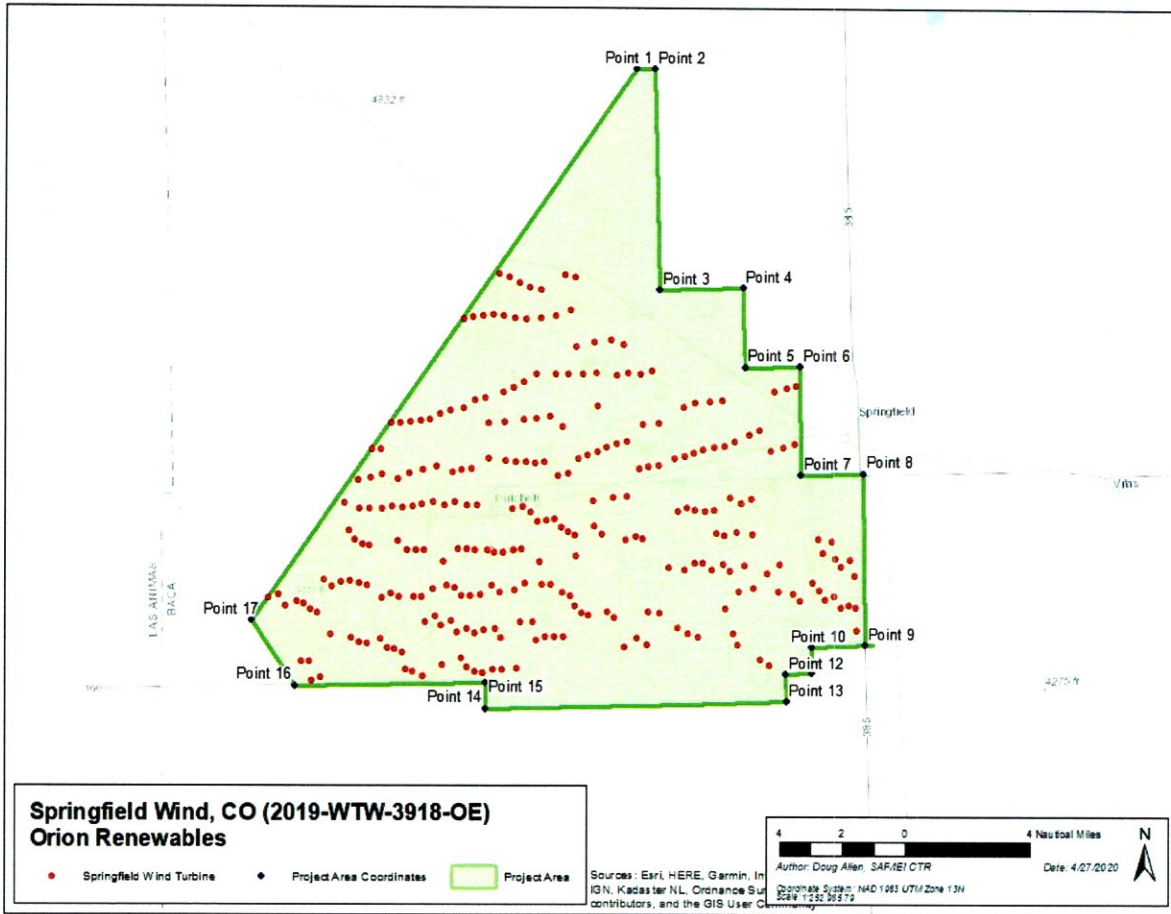 Point 1
Point 2
4832 ft
385
Point 3
Point 4
Point 5
Point 6
Springfield
Point 7
Point 8
Vilas
Pritchett
LAS ANIMAS
BACA
Point 17
Point 10
Point 9
Point 12
Point 16
Point 15
Point 14
Point 13
160
4275 ft
385
Springfield Wind, CO (2019-WTW-3918-OE)
Orion Renewables
Springfield Wind Turbine
Project Area Coordinates
Project Area
Sources: Esri, HERE, Garmin, In
IGN, Kadaster NL, Ordnance Su
contributors, and the GIS User Community
4 2 0 4 Nautical Miles
N
Author: Doug Allen, SAF/IEI CTR
Date: 4/27/2020
Coordinate System: NAD 1983 UTM Zone 13N